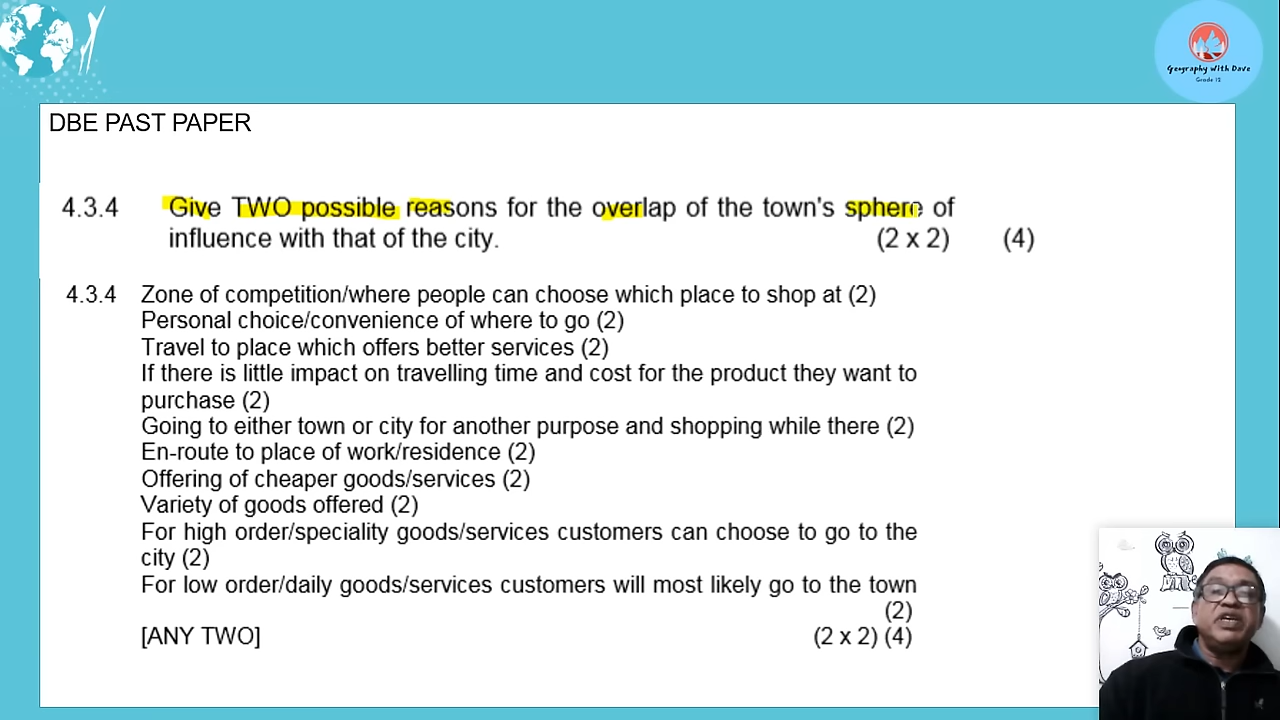 Geography With Dave
Grade 12
DBE PAST PAPER
4.3.4 Give TWO possible reasons for the overlap of the town's sphere of
influence with that of the city. (2 x 2) (4)
4.3.4 Zone of competition/where people can choose which place to shop at (2)
Personal choice/convenience of where to go (2)
Travel to place which offers better services (2)
If there is little impact on travelling time and cost for the product they want to
purchase (2)
Going to either town or city for another purpose and shopping while there (2)
En-route to place of work/residence (2)
Offering of cheaper goods/services (2)
Variety of goods offered (2)
For high order/speciality goods/services customers can choose to go to the
city (2)
For low order/daily goods/services customers will most likely go to the town
(2)
[ANY TWO] (2 x 2) (4)